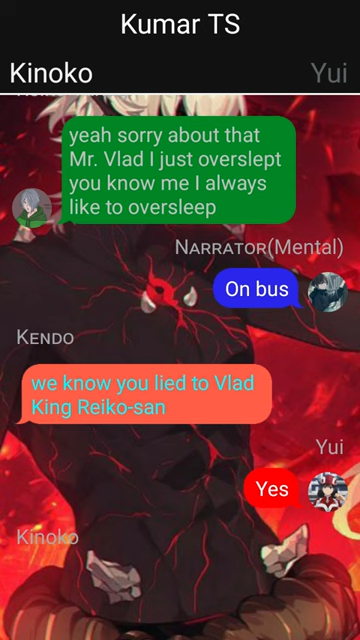 Kumar TS
Kinoko
Yui
yeah sorry about that
Mr. Vlad I just overslept
you know me I always
like to oversleep
Narrator(Mental)
On bus
Kendo
we know you lied to Vlad
King Reiko-san
Yui
Yes
Kinoko